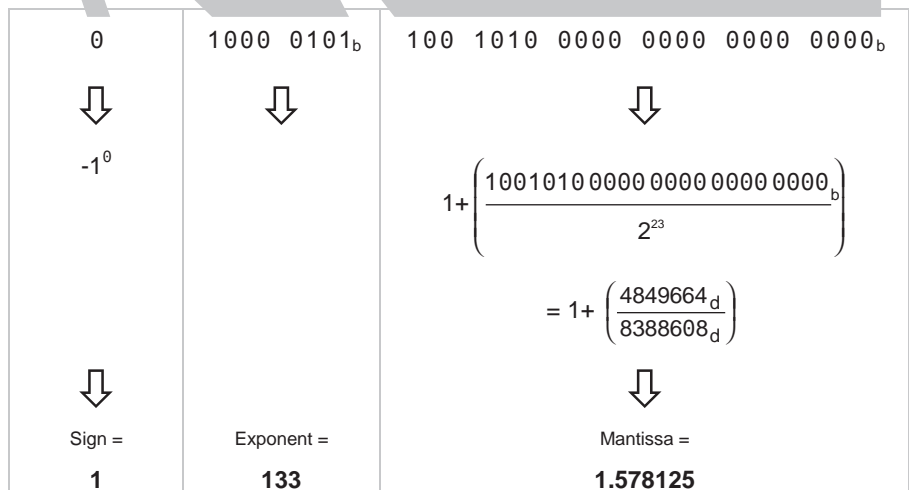 0 1000 0101b 100 1010 0000 0000 0000 0000b
-1⁰
1+ (1001010 0000 0000 0000 0000b / 2²³)
= 1+ (4849664d / 8388608d)
Sign = Exponent = Mantissa =
1 133 1.578125